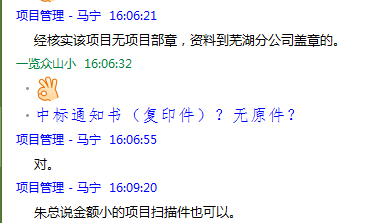 项目管理 - 马宁  16:06:21
经核实该项目无项目部章，资料到芜湖分公司盖章的。
一览众山小  16:06:32
中标通知书（复印件）？无原件？
项目管理 - 马宁  16:06:55
对。
项目管理 - 马宁  16:09:20
朱总说金额小的项目扫描件也可以。